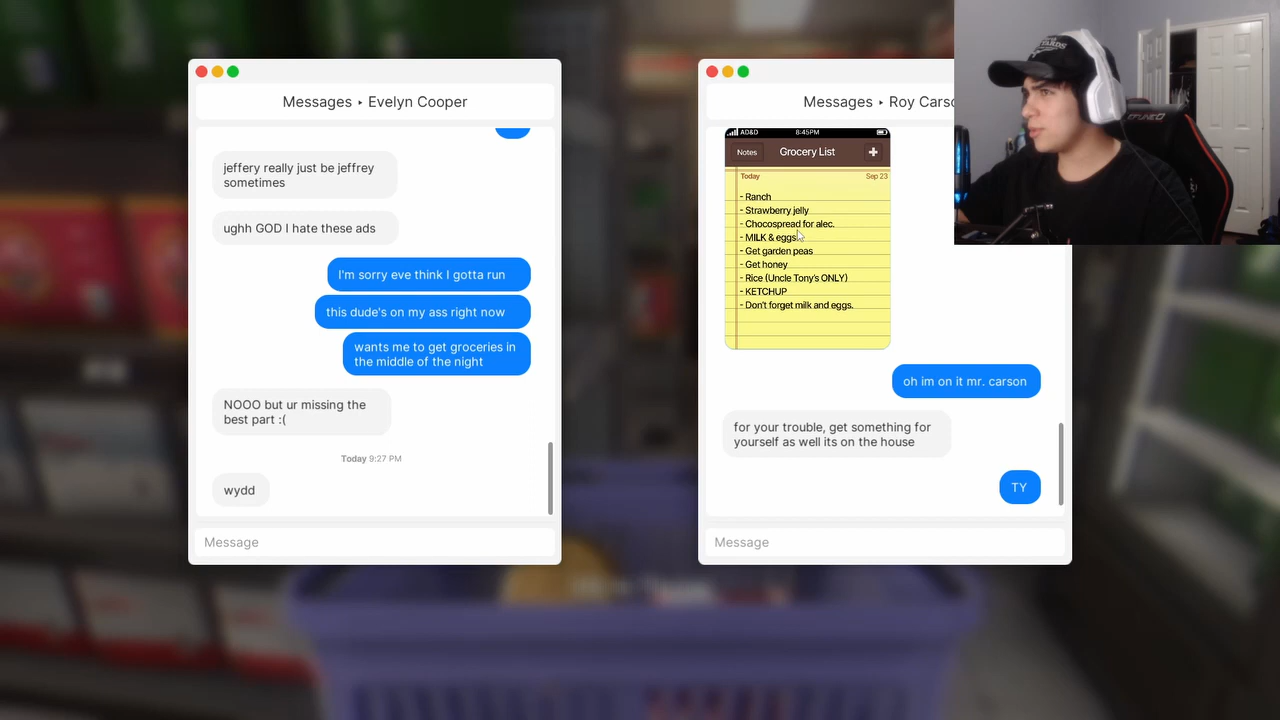 Messages ▸ Evelyn Cooper
jeffery really just be jeffrey
sometimes
ughh GOD I hate these ads
I'm sorry eve think I gotta run
this dude's on my ass right now
wants me to get groceries in
the middle of the night
NOOO but ur missing the
best part :(
Today 9:27 PM
wydd
Message
Messages ▸ Roy Carso
AD&D 8:45PM
Notes Grocery List +
Today Sep 23
- Ranch
- Strawberry jelly
- Chocospread for alec.
- MILK & eggs
- Get garden peas
- Get honey
- Rice (Uncle Tony's ONLY)
- KETCHUP
- Don't forget milk and eggs.
oh im on it mr. carson
for your trouble, get something for
yourself as well its on the house
TY
Message